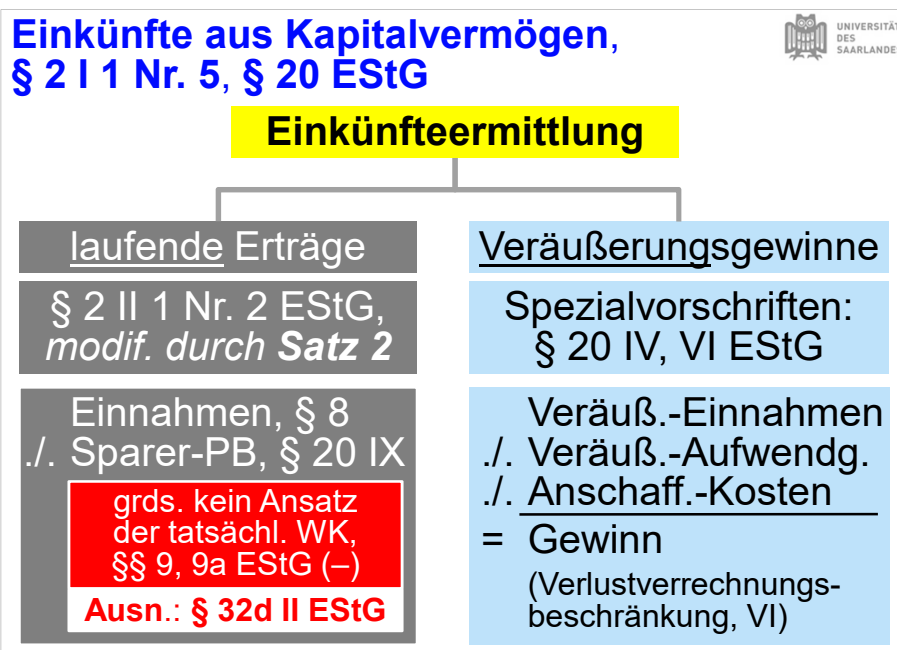 Einkünfte aus Kapitalvermögen,
§ 2 I 1 Nr. 5, § 20 EStG
UNIVERSITÄT
DES
SAARLANDES
Einkünfteermittlung
laufende Erträge
§ 2 II 1 Nr. 2 EStG,
modif. durch Satz 2
Einnahmen, § 8
./. Sparer-PB, § 20 IX
grds. kein Ansatz
der tatsächl. WK,
§§ 9, 9a EStG (–)
Ausn.: § 32d II EStG
Veräußerungsgewinne
Spezialvorschriften:
§ 20 IV, VI EStG
Veräuß.-Einnahmen
./. Veräuß.-Aufwendg.
./. Anschaff.-Kosten
= Gewinn
(Verlustverrechnungs-
beschränkung, VI)